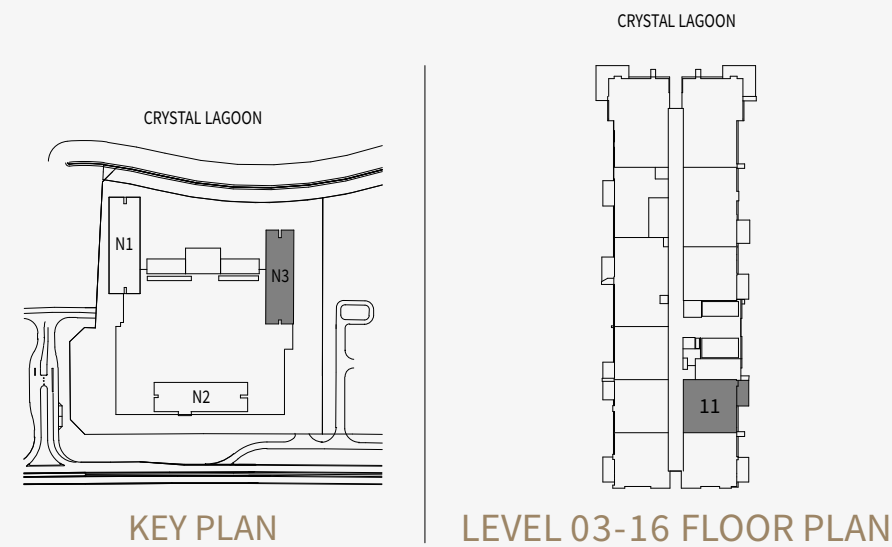 CRYSTAL LAGOON
N1
N3
N2
KEY PLAN
CRYSTAL LAGOON
11
LEVEL 03-16 FLOOR PLAN